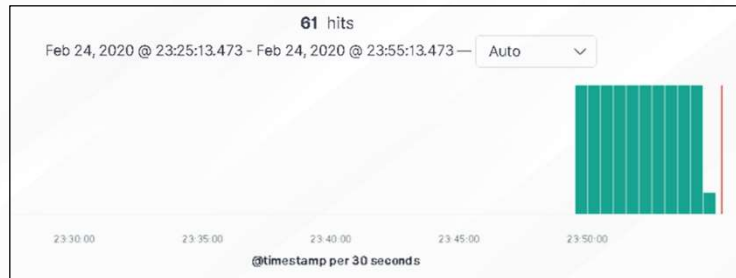 61 hits
Feb 24, 2020 @ 23:25:13.473 - Feb 24, 2020 @ 23:55:13.473 — Auto
23:30:00 23:35:00 23:40:00 23:45:00 23:50:00
@timestamp per 30 seconds